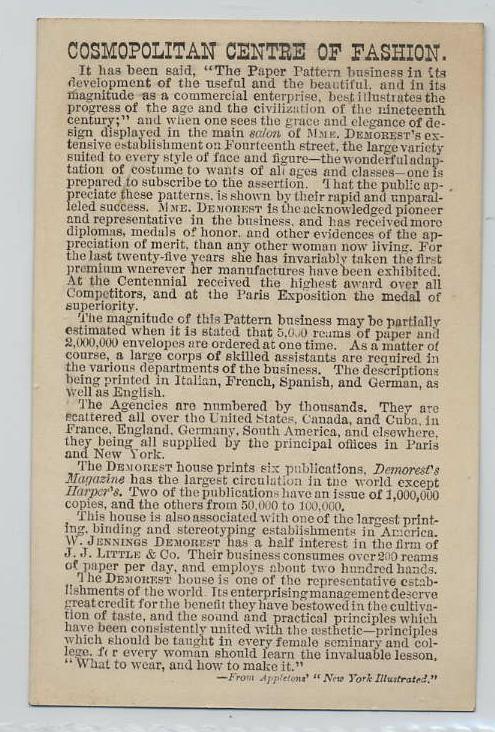 COSMOPOLITAN CENTRE OF FASHION.
It has been said, "The Paper Pattern business in its
development of the useful and the beautiful, and in its
magnitude as a commercial enterprise, best illustrates the
progress of the age and the civilization of the nineteenth
century;" and when one sees the grace and elegance of de-
sign displayed in the main salon of MME. DEMOREST'S ex-
tensive establishment on Fourteenth street, the large variety
suited to every style of face and figure—the wonderful adap-
tation of costume to wants of all ages and classes—one is
prepared to subscribe to the assertion. That the public ap-
preciate these patterns, is shown by their rapid and unparal-
leled success. MME. DEMOREST is the acknowledged pioneer
and representative in the business, and has received more
diplomas, medals of honor, and other evidences of the ap-
preciation of merit, than any other woman now living. For
the last twenty-five years she has invariably taken the first
premium wherever her manufactures have been exhibited.
At the Centennial received the highest award over all
Competitors, and at the Paris Exposition the medal of
superiority.
The magnitude of this Pattern business may be partially
estimated when it is stated that 5,000 reams of paper and
2,000,000 envelopes are ordered at one time. As a matter of
course, a large corps of skilled assistants are required in
the various departments of the business. The descriptions
being printed in Italian, French, Spanish, and German, as
well as English.
The Agencies are numbered by thousands. They are
scattered all over the United States, Canada, and Cuba, in
France, England, Germany, South America, and elsewhere,
they being all supplied by the principal offices in Paris
and New York.
The DEMOREST house prints six publications, Demorest's
Magazine has the largest circulation in the world except
Harper's. Two of the publications have an issue of 1,000,000
copies, and the others from 50,000 to 100,000.
This house is also associated with one of the largest print-
ing, binding and stereotyping establishments in America.
W. JENNINGS DEMOREST has a half interest in the firm of
J. J. LITTLE & CO. Their business consumes over 200 reams
of paper per day, and employs about two hundred hands.
The DEMOREST house is one of the representative estab-
lishments of the world. Its enterprising management deserve
great credit for the benefit they have bestowed in the cultiva-
tion of taste, and the sound and practical principles which
have been consistently united with the æsthetic—principles
which should be taught in every female seminary and col-
lege, for every woman should learn the invaluable lesson,
"What to wear, and how to make it."
—From Appletons' "New York Illustrated."